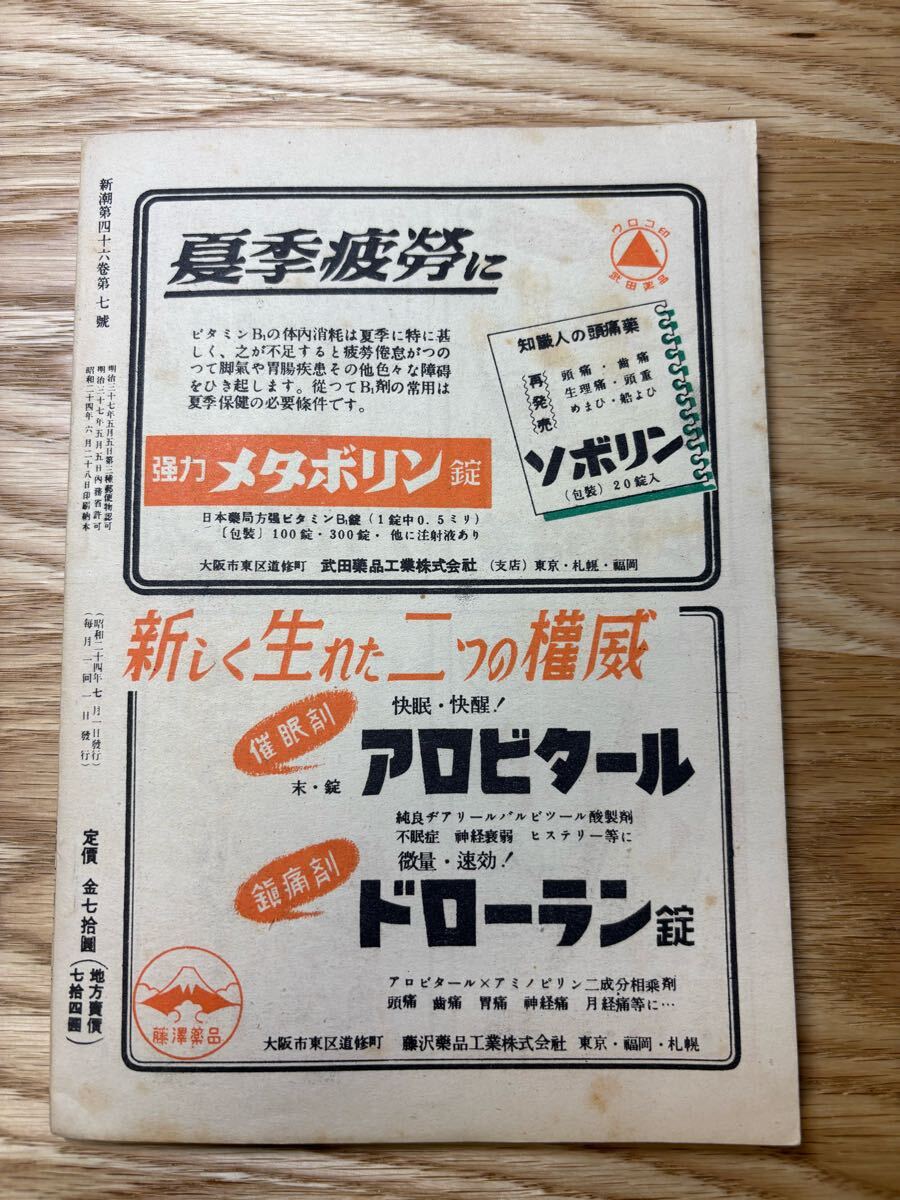 新潮第四十六卷第七號
明治三十七年五月五日第三種郵便物認可
明治三十七年五月五日内務省許可
昭和二十四年六月二十八日印刷納本
(昭和二十四年七月一日發行)
(每月一回一日發行)
定價 金七拾圓
(地方賣價
七拾四圓)
夏季疲勞に
ウロコ印
武田薬品
ビタミンB₁の体內消耗は夏季に特に甚
しく、之が不足すると疲勞倦怠がつの
つて脚氣や胃腸疾患その他色々な障碍
をひき起します。從つてB₁剤の常用は
夏季保健の必要條件です。
知識人の頭痛薬
再発売
頭痛・歯痛
生理痛・頭重
めまひ・船よひ
ソボリン
(包裝) 20錠入
强力 メタボリン 錠
日本藥局方强ビタミンB₁錠 (1錠中0.5ミリ)
〔包裝〕100錠・300錠・ 他に注射液あり
大阪市東区道修町 武田藥品工業株式会社 (支店) 東京・札幌・福岡
新しく生れた二つの權威
快眠・快醒!
催眠剤
アロビタール
末・錠
純良ヂアリールバルビツール酸製剤
不眠症 神経衰弱 ヒステリー等に
微量・速効!
鎮痛剤
ドローラン錠
アロビタール×アミノピリン二成分相乗剤
頭痛 歯痛 胃痛 神経痛 月経痛等に…
藤澤薬品
大阪市東区道修町 藤沢藥品工業株式会社 東京・福岡・札幌